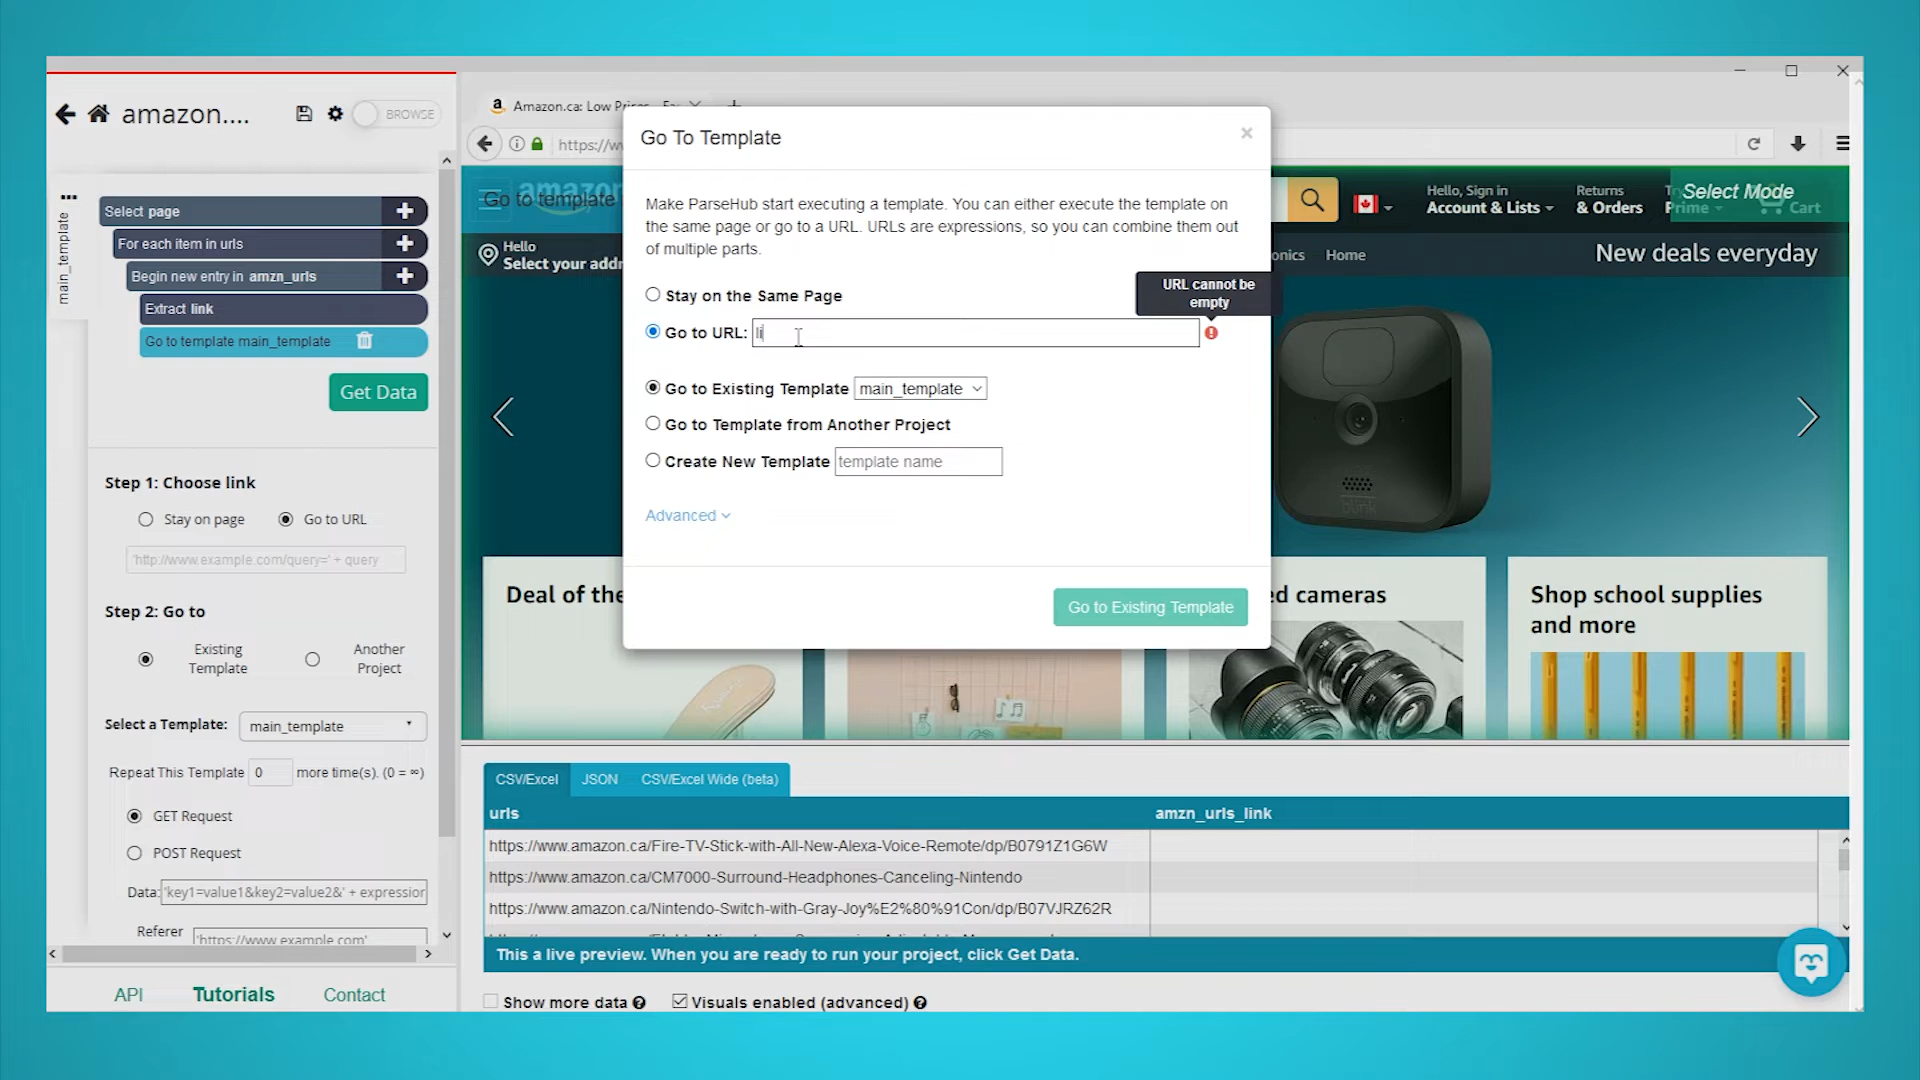 amazon....
BROWSE
main_template
Select page
For each item in urls
Begin new entry in amzn_urls
Extract link
Go to template main_template
Get Data
Step 1: Choose link
Stay on page
Go to URL
'http://www.example.com/query=' + query
Step 2: Go to
Existing
Template
Another
Project
Select a Template:
main_template
Repeat This Template 0 more time(s). (0 = ∞)
GET Request
POST Request
Data: 'key1=value1&key2=value2&' + expression
Referer
'https://www.example.com'
API
Tutorials
Contact
Amazon.ca: Low Prices
https://ww
Go to template
amazon
Hello
Select your addr
Hello, Sign in
Account & Lists
Returns
& Orders
Prime
Cart
Select Mode
onics
Home
New deals everyday
Go To Template
Make ParseHub start executing a template. You can either execute the template on
the same page or go to a URL. URLs are expressions, so you can combine them out
of multiple parts.
Stay on the Same Page
URL cannot be
empty
Go to URL: li
Go to Existing Template main_template
Go to Template from Another Project
Create New Template template name
Advanced
Go to Existing Template
blink
Deal of the
ed cameras
Shop school supplies
and more
CSV/Excel
JSON
CSV/Excel Wide (beta)
urls
amzn_urls_link
https://www.amazon.ca/Fire-TV-Stick-with-All-New-Alexa-Voice-Remote/dp/B0791Z1G6W
https://www.amazon.ca/CM7000-Surround-Headphones-Canceling-Nintendo
https://www.amazon.ca/Nintendo-Switch-with-Gray-Joy%E2%80%91Con/dp/B07VJRZ62R
This a live preview. When you are ready to run your project, click Get Data.
Show more data
Visuals enabled (advanced)